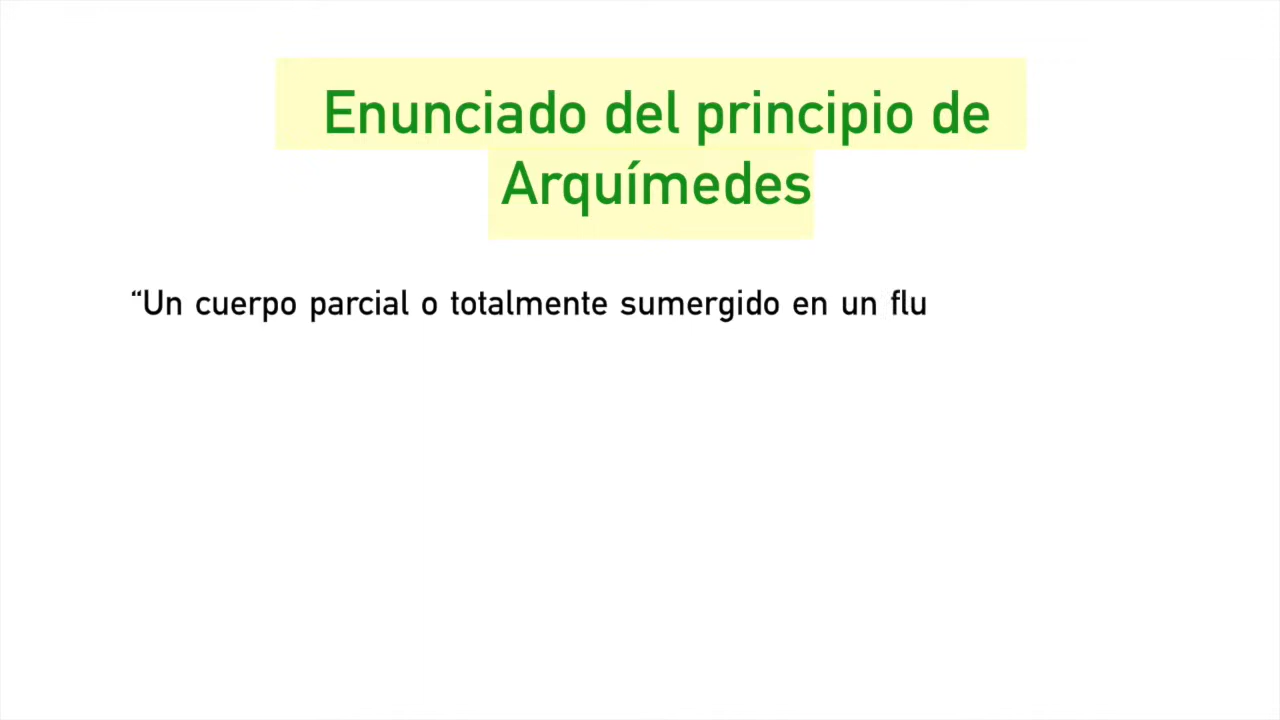 Enunciado del principio de
Arquímedes
“Un cuerpo parcial o totalmente sumergido en un flu